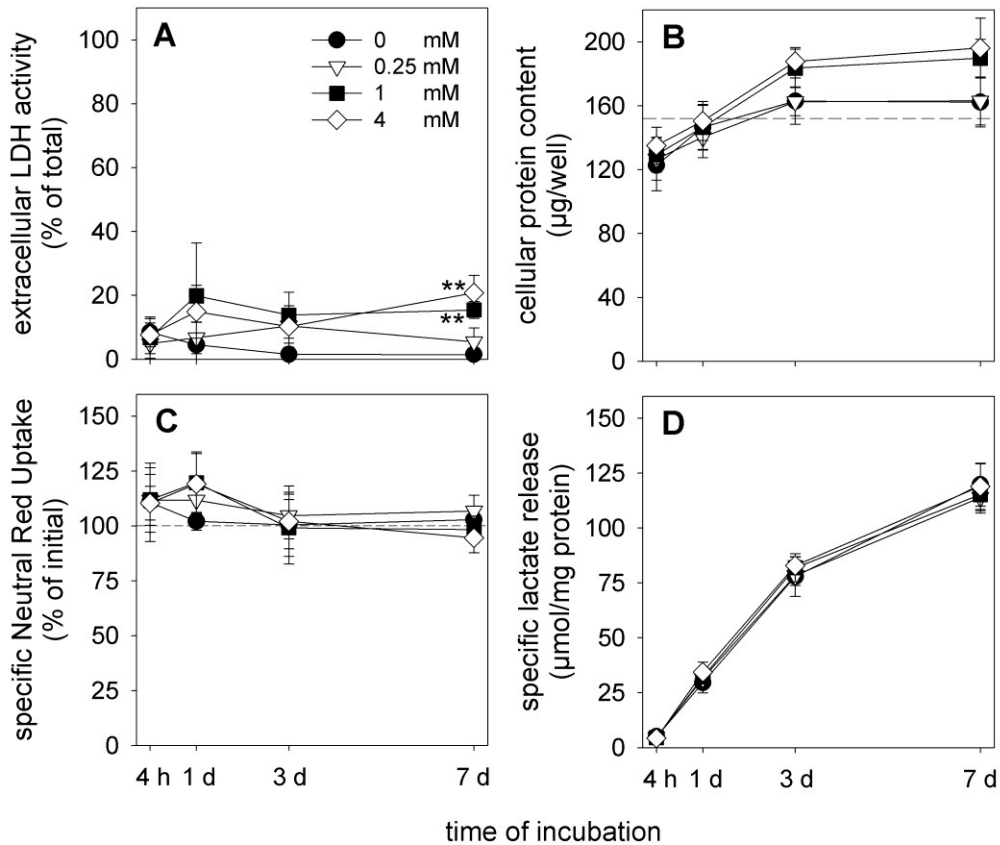 A
0 mM
0.25 mM
1 mM
4 mM
extracellular LDH activity
(% of total)
100
80
60
40
20
0
**
**
B
cellular protein content
(µg/well)
200
160
120
80
40
0
C
specific Neutral Red Uptake
(% of initial)
150
125
100
75
50
25
0
4 h 1 d 3 d 7 d
D
specific lactate release
(µmol/mg protein)
150
125
100
75
50
25
0
4 h 1 d 3 d 7 d
time of incubation